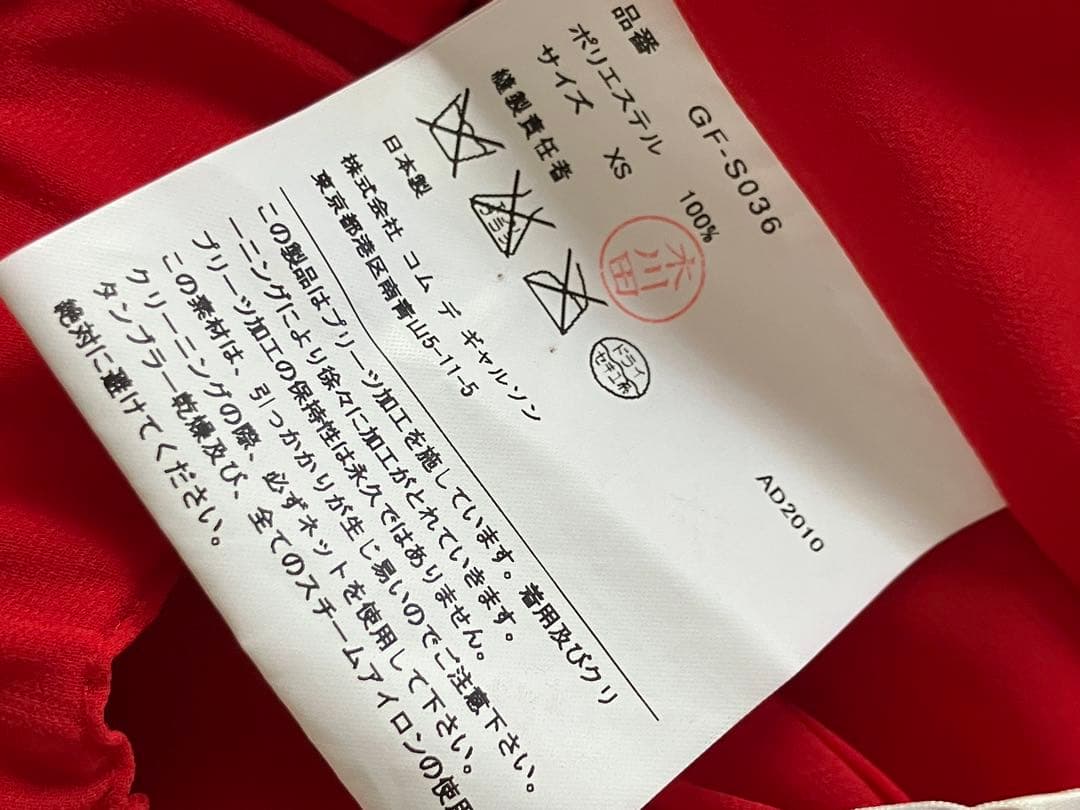 品番 GF-S036
ポリエステル 100%
サイズ XS
縫製責任者
日本製
ドライ
セキユ系
株式会社 コム デ ギャルソン
東京都港区南青山5-11-5
AD2010
この製品はプリーツ加工を施しています。着用及びクリ
ーニングにより徐々に加工がとれていきます。
プリーツ加工の保持性は永久ではありません。
この素材は、引っかかりが生じ易いのでご注意下さい。
クリーニングの際、必ずネットを使用して下さい。
タンブラー乾燥及び、全てのスチームアイロンの使用
絶対に避けてください。